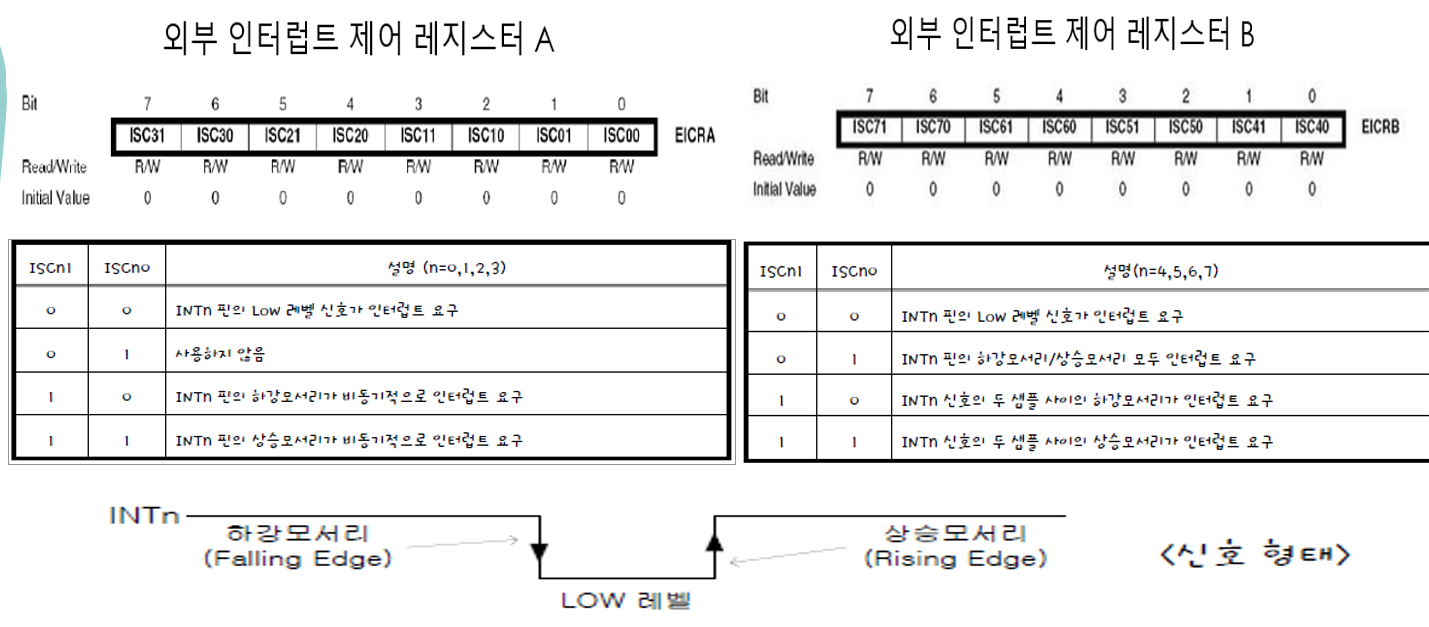 외부 인터럽트 제어 레지스터 A
Bit 7 6 5 4 3 2 1 0
ISC31 ISC30 ISC21 ISC20 ISC11 ISC10 ISC01 ISC00 EICRA
Read/Write R/W R/W R/W R/W R/W R/W R/W R/W
Initial Value 0 0 0 0 0 0 0 0
ISCn1 ISCn0 설명 (n=0,1,2,3)
0 0 INTn 핀의 Low 레벨 신호가 인터럽트 요구
0 1 사용하지 않음
1 0 INTn 핀의 하강모서리가 비동기적으로 인터럽트 요구
1 1 INTn 핀의 상승모서리가 비동기적으로 인터럽트 요구
외부 인터럽트 제어 레지스터 B
Bit 7 6 5 4 3 2 1 0
ISC71 ISC70 ISC61 ISC60 ISC51 ISC50 ISC41 ISC40 EICRB
Read/Write R/W R/W R/W R/W R/W R/W R/W R/W
Initial Value 0 0 0 0 0 0 0 0
ISCn1 ISCn0 설명(n=4,5,6,7)
0 0 INTn 핀의 Low 레벨 신호가 인터럽트 요구
0 1 INTn 핀의 하강모서리/상승모서리 모두 인터럽트 요구
1 0 INTn 신호의 두 샘플 사이의 하강모서리가 인터럽트 요구
1 1 INTn 신호의 두 샘플 사이의 상승모서리가 인터럽트 요구
INTn
하강모서리
(Falling Edge)
LOW 레벨
상승모서리
(Rising Edge)
<신호 형태>